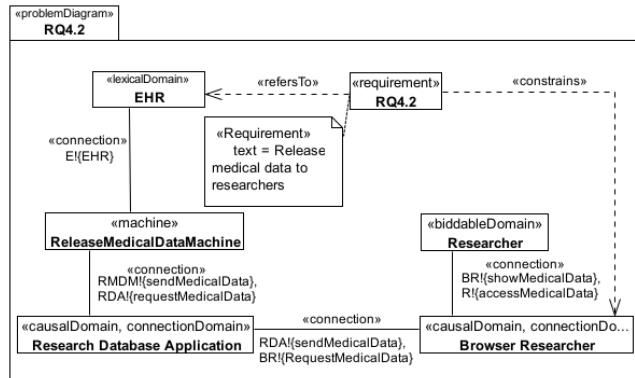 «problemDiagram»
RQ4.2
«lexicalDomain»
EHR
«refersTo»
«requirement»
RQ4.2
«constrains»
«Requirement»
text = Release
medical data to
researchers
«connection»
E!{EHR}
«machine»
ReleaseMedicalDataMachine
«biddableDomain»
Researcher
«connection»
RMDM!{sendMedicalData},
RDA!{requestMedicalData}
«connection»
BR!{showMedicalData},
R!{accessMedicalData}
«causalDomain, connectionDomain»
Research Database Application
«connection»
RDA!{sendMedicalData},
BR!{RequestMedicalData}
«causalDomain, connectionDo...
Browser Researcher